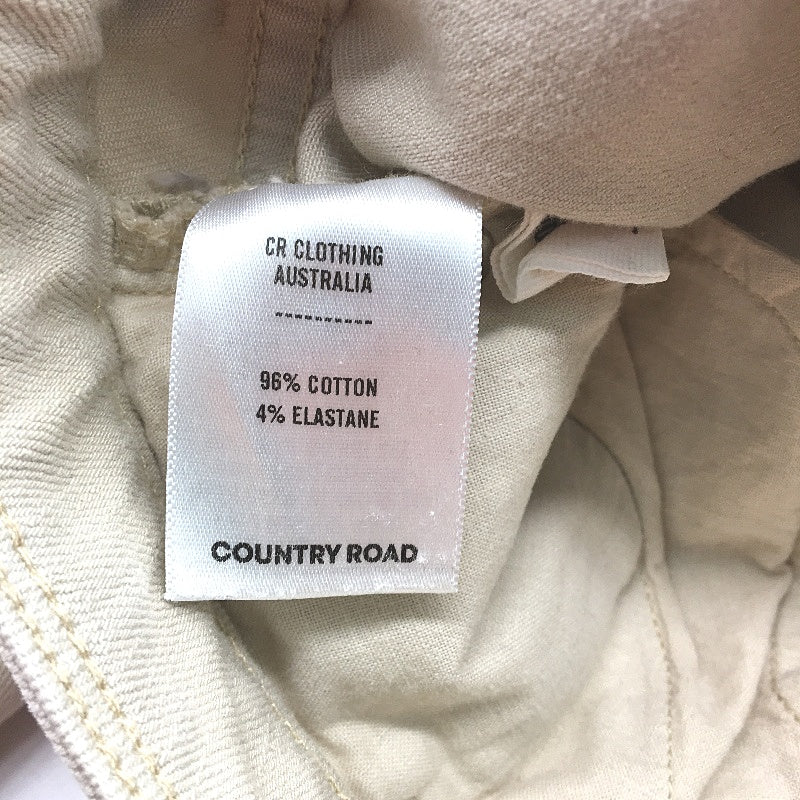 CR CLOTHING
AUSTRALIA
----------
96% COTTON
4% ELASTANE
COUNTRY ROAD